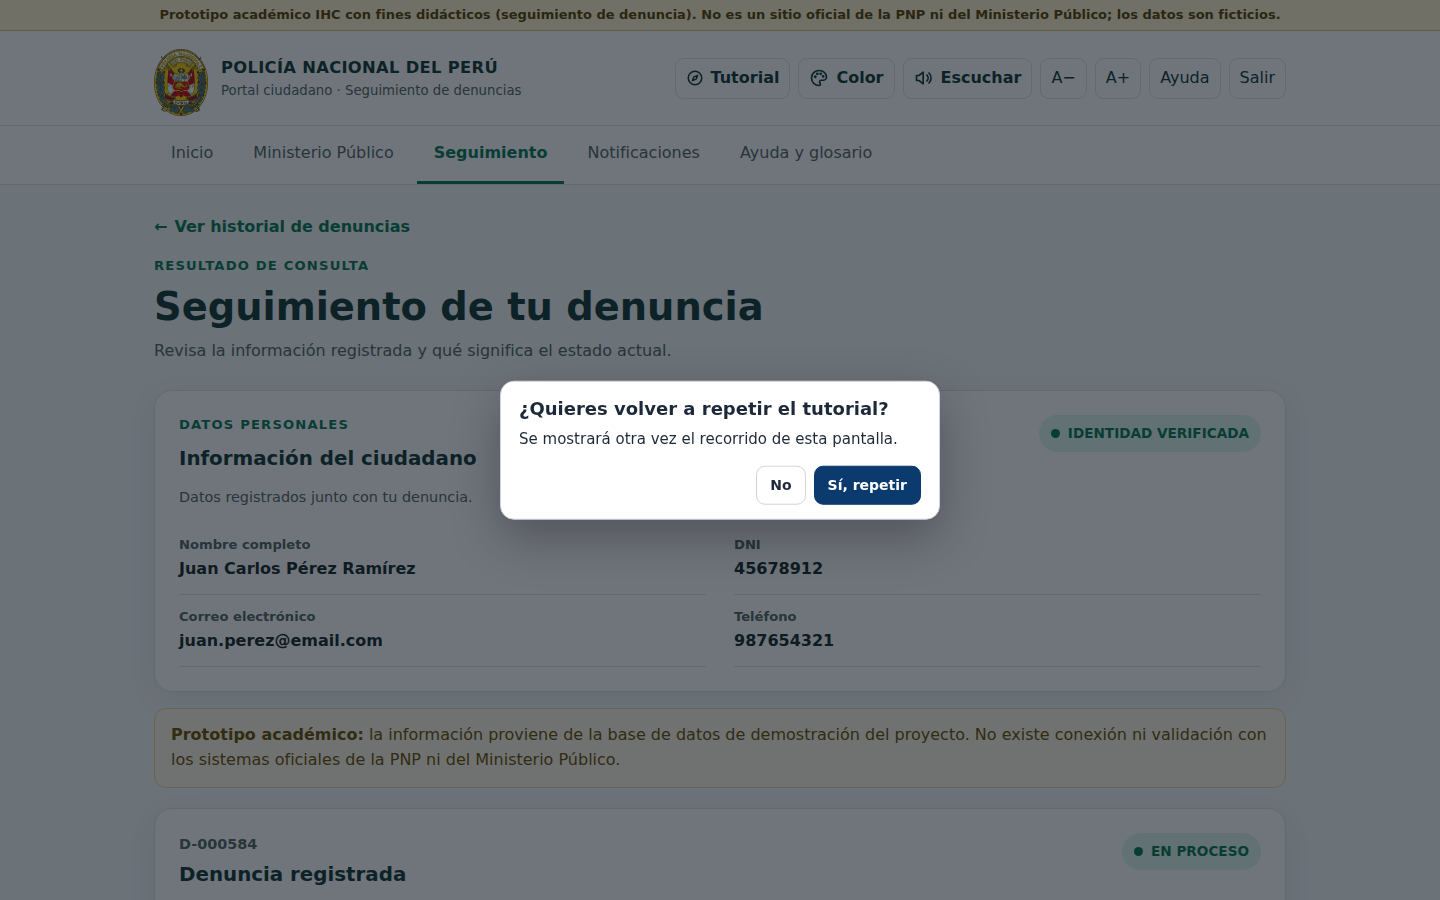 Prototipo académico IHC con fines didácticos (seguimiento de denuncia). No es un sitio oficial de la PNP ni del Ministerio Público; los datos son ficticios.
POLICÍA NACIONAL DEL PERÚ
Portal ciudadano · Seguimiento de denuncias
Tutorial
Color
Escuchar
A−
A+
Ayuda
Salir
Inicio
Ministerio Público
Seguimiento
Notificaciones
Ayuda y glosario
← Ver historial de denuncias
RESULTADO DE CONSULTA
Seguimiento de tu denuncia
Revisa la información registrada y qué significa el estado actual.
¿Quieres volver a repetir el tutorial?
Se mostrará otra vez el recorrido de esta pantalla.
No
Sí, repetir
DATOS PERSONALES
Información del ciudadano
Datos registrados junto con tu denuncia.
IDENTIDAD VERIFICADA
Nombre completo
Juan Carlos Pérez Ramírez
DNI
45678912
Correo electrónico
juan.perez@email.com
Teléfono
987654321
Prototipo académico: la información proviene de la base de datos de demostración del proyecto. No existe conexión ni validación con
los sistemas oficiales de la PNP ni del Ministerio Público.
D-000584
Denuncia registrada
EN PROCESO